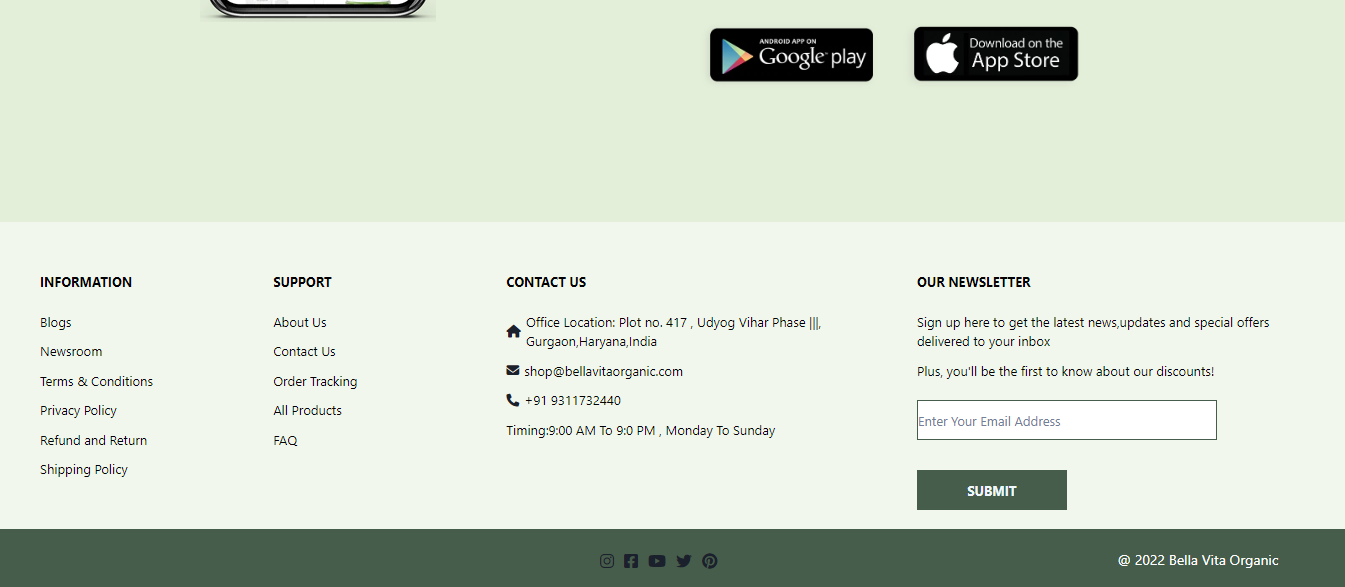 ANDROID APP ON
Google play
Download on the
App Store
INFORMATION
Blogs
Newsroom
Terms & Conditions
Privacy Policy
Refund and Return
Shipping Policy
SUPPORT
About Us
Contact Us
Order Tracking
All Products
FAQ
CONTACT US
Office Location: Plot no. 417 , Udyog Vihar Phase |||,
Gurgaon,Haryana,India
shop@bellavitaorganic.com
+91 9311732440
Timing:9:00 AM To 9:0 PM , Monday To Sunday
OUR NEWSLETTER
Sign up here to get the latest news,updates and special offers
delivered to your inbox
Plus, you'll be the first to know about our discounts!
Enter Your Email Address
SUBMIT
@ 2022 Bella Vita Organic